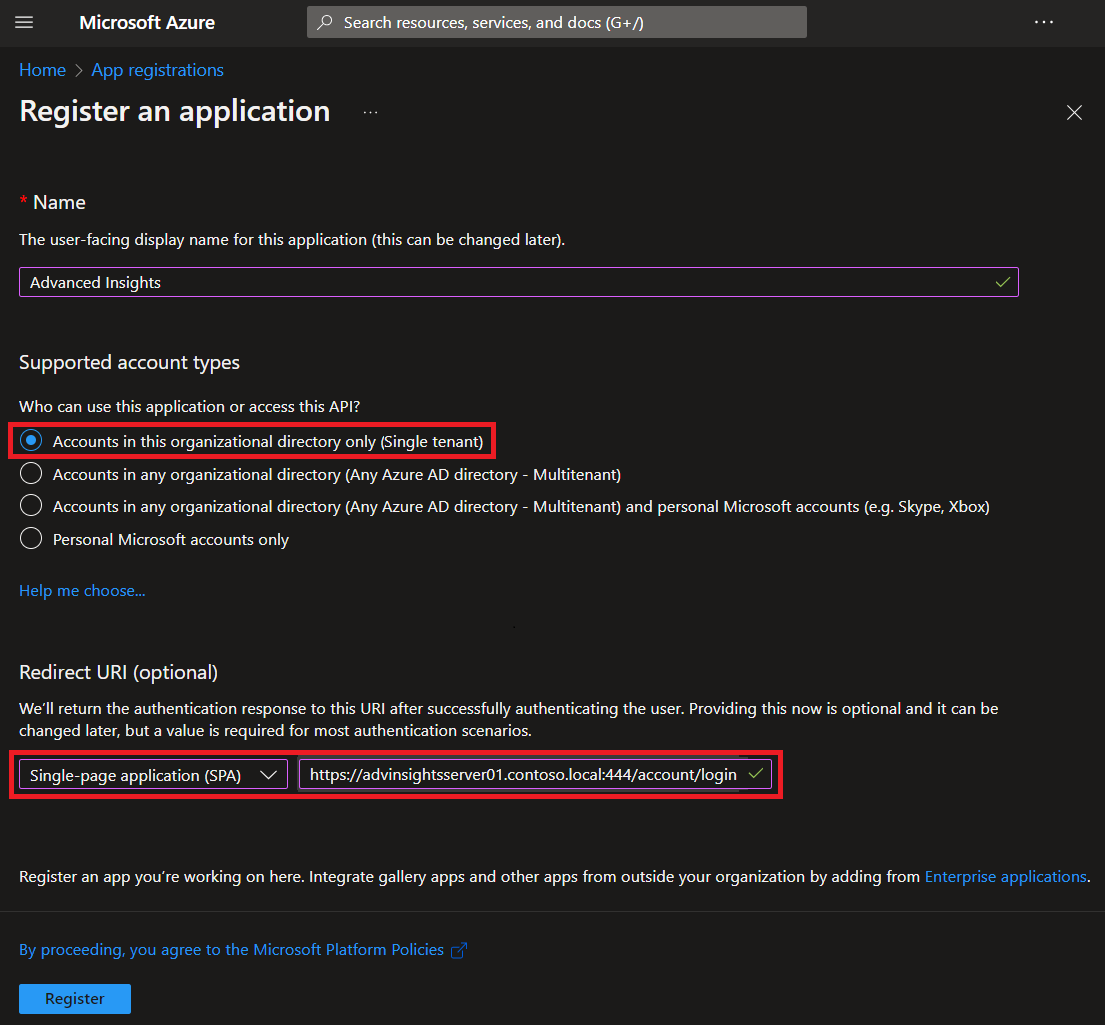 Microsoft Azure
Search resources, services, and docs (G+/)
Home > App registrations
Register an application ...
* Name
The user-facing display name for this application (this can be changed later).
Advanced Insights
Supported account types
Who can use this application or access this API?
Accounts in this organizational directory only (Single tenant)
Accounts in any organizational directory (Any Azure AD directory - Multitenant)
Accounts in any organizational directory (Any Azure AD directory - Multitenant) and personal Microsoft accounts (e.g. Skype, Xbox)
Personal Microsoft accounts only
Help me choose...
Redirect URI (optional)
We'll return the authentication response to this URI after successfully authenticating the user. Providing this now is optional and it can be
changed later, but a value is required for most authentication scenarios.
Single-page application (SPA) https://advinsightsserver01.contoso.local:444/account/login
Register an app you're working on here. Integrate gallery apps and other apps from outside your organization by adding from Enterprise applications.
By proceeding, you agree to the Microsoft Platform Policies
Register